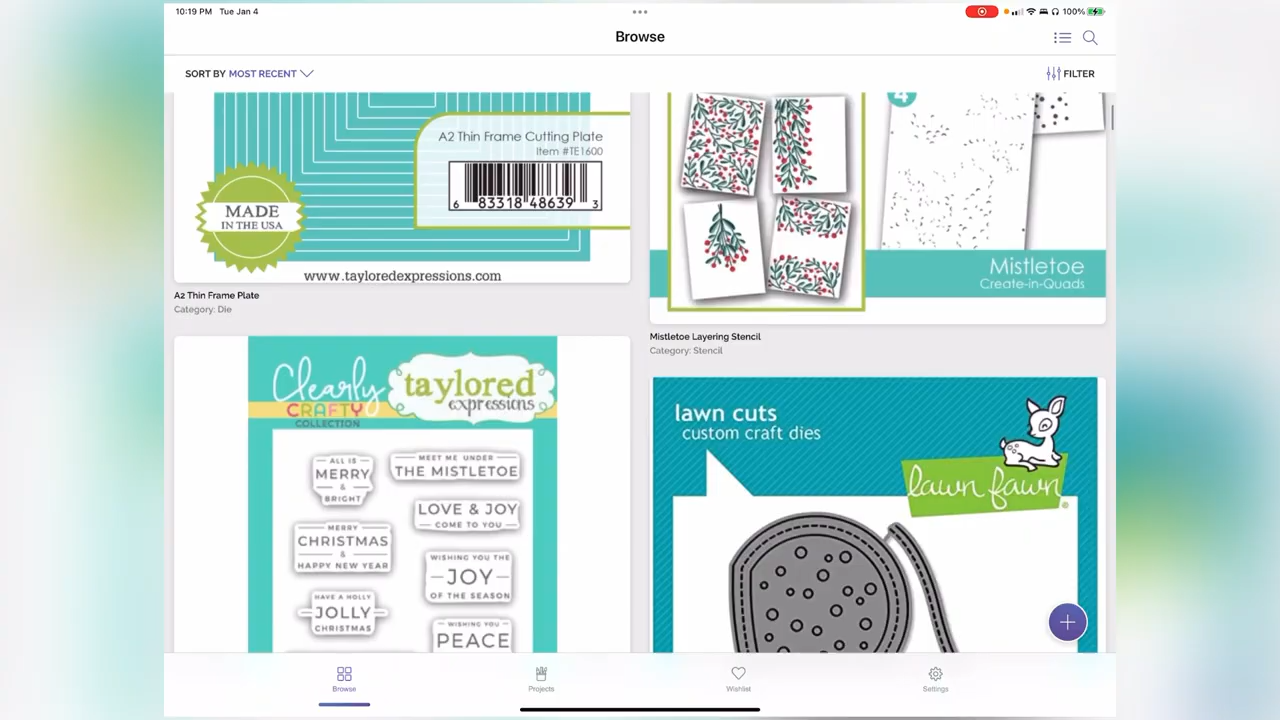 10:19 PM Tue Jan 4
100%
Browse
SORT BY MOST RECENT
FILTER
A2 Thin Frame Cutting Plate
Item #TE1600
6 83318 48639 3
MADE
IN THE USA
www.tayloredexpressions.com
A2 Thin Frame Plate
Category: Die
4
Mistletoe
Create-in-Quads
Mistletoe Layering Stencil
Category: Stencil
Clearly
CRAFTY
COLLECTION
taylored
expressions
ALL IS
MERRY
&
BRIGHT
MEET ME UNDER
THE MISTLETOE
LOVE & JOY
COME TO YOU
MERRY
CHRISTMAS
&
HAPPY NEW YEAR
WISHING YOU THE
JOY
OF THE SEASON
HAVE A HOLLY
JOLLY
CHRISTMAS
WISHING YOU
PEACE
lawn cuts
custom craft dies
lawn fawn
Browse
Projects
Wishlist
Settings